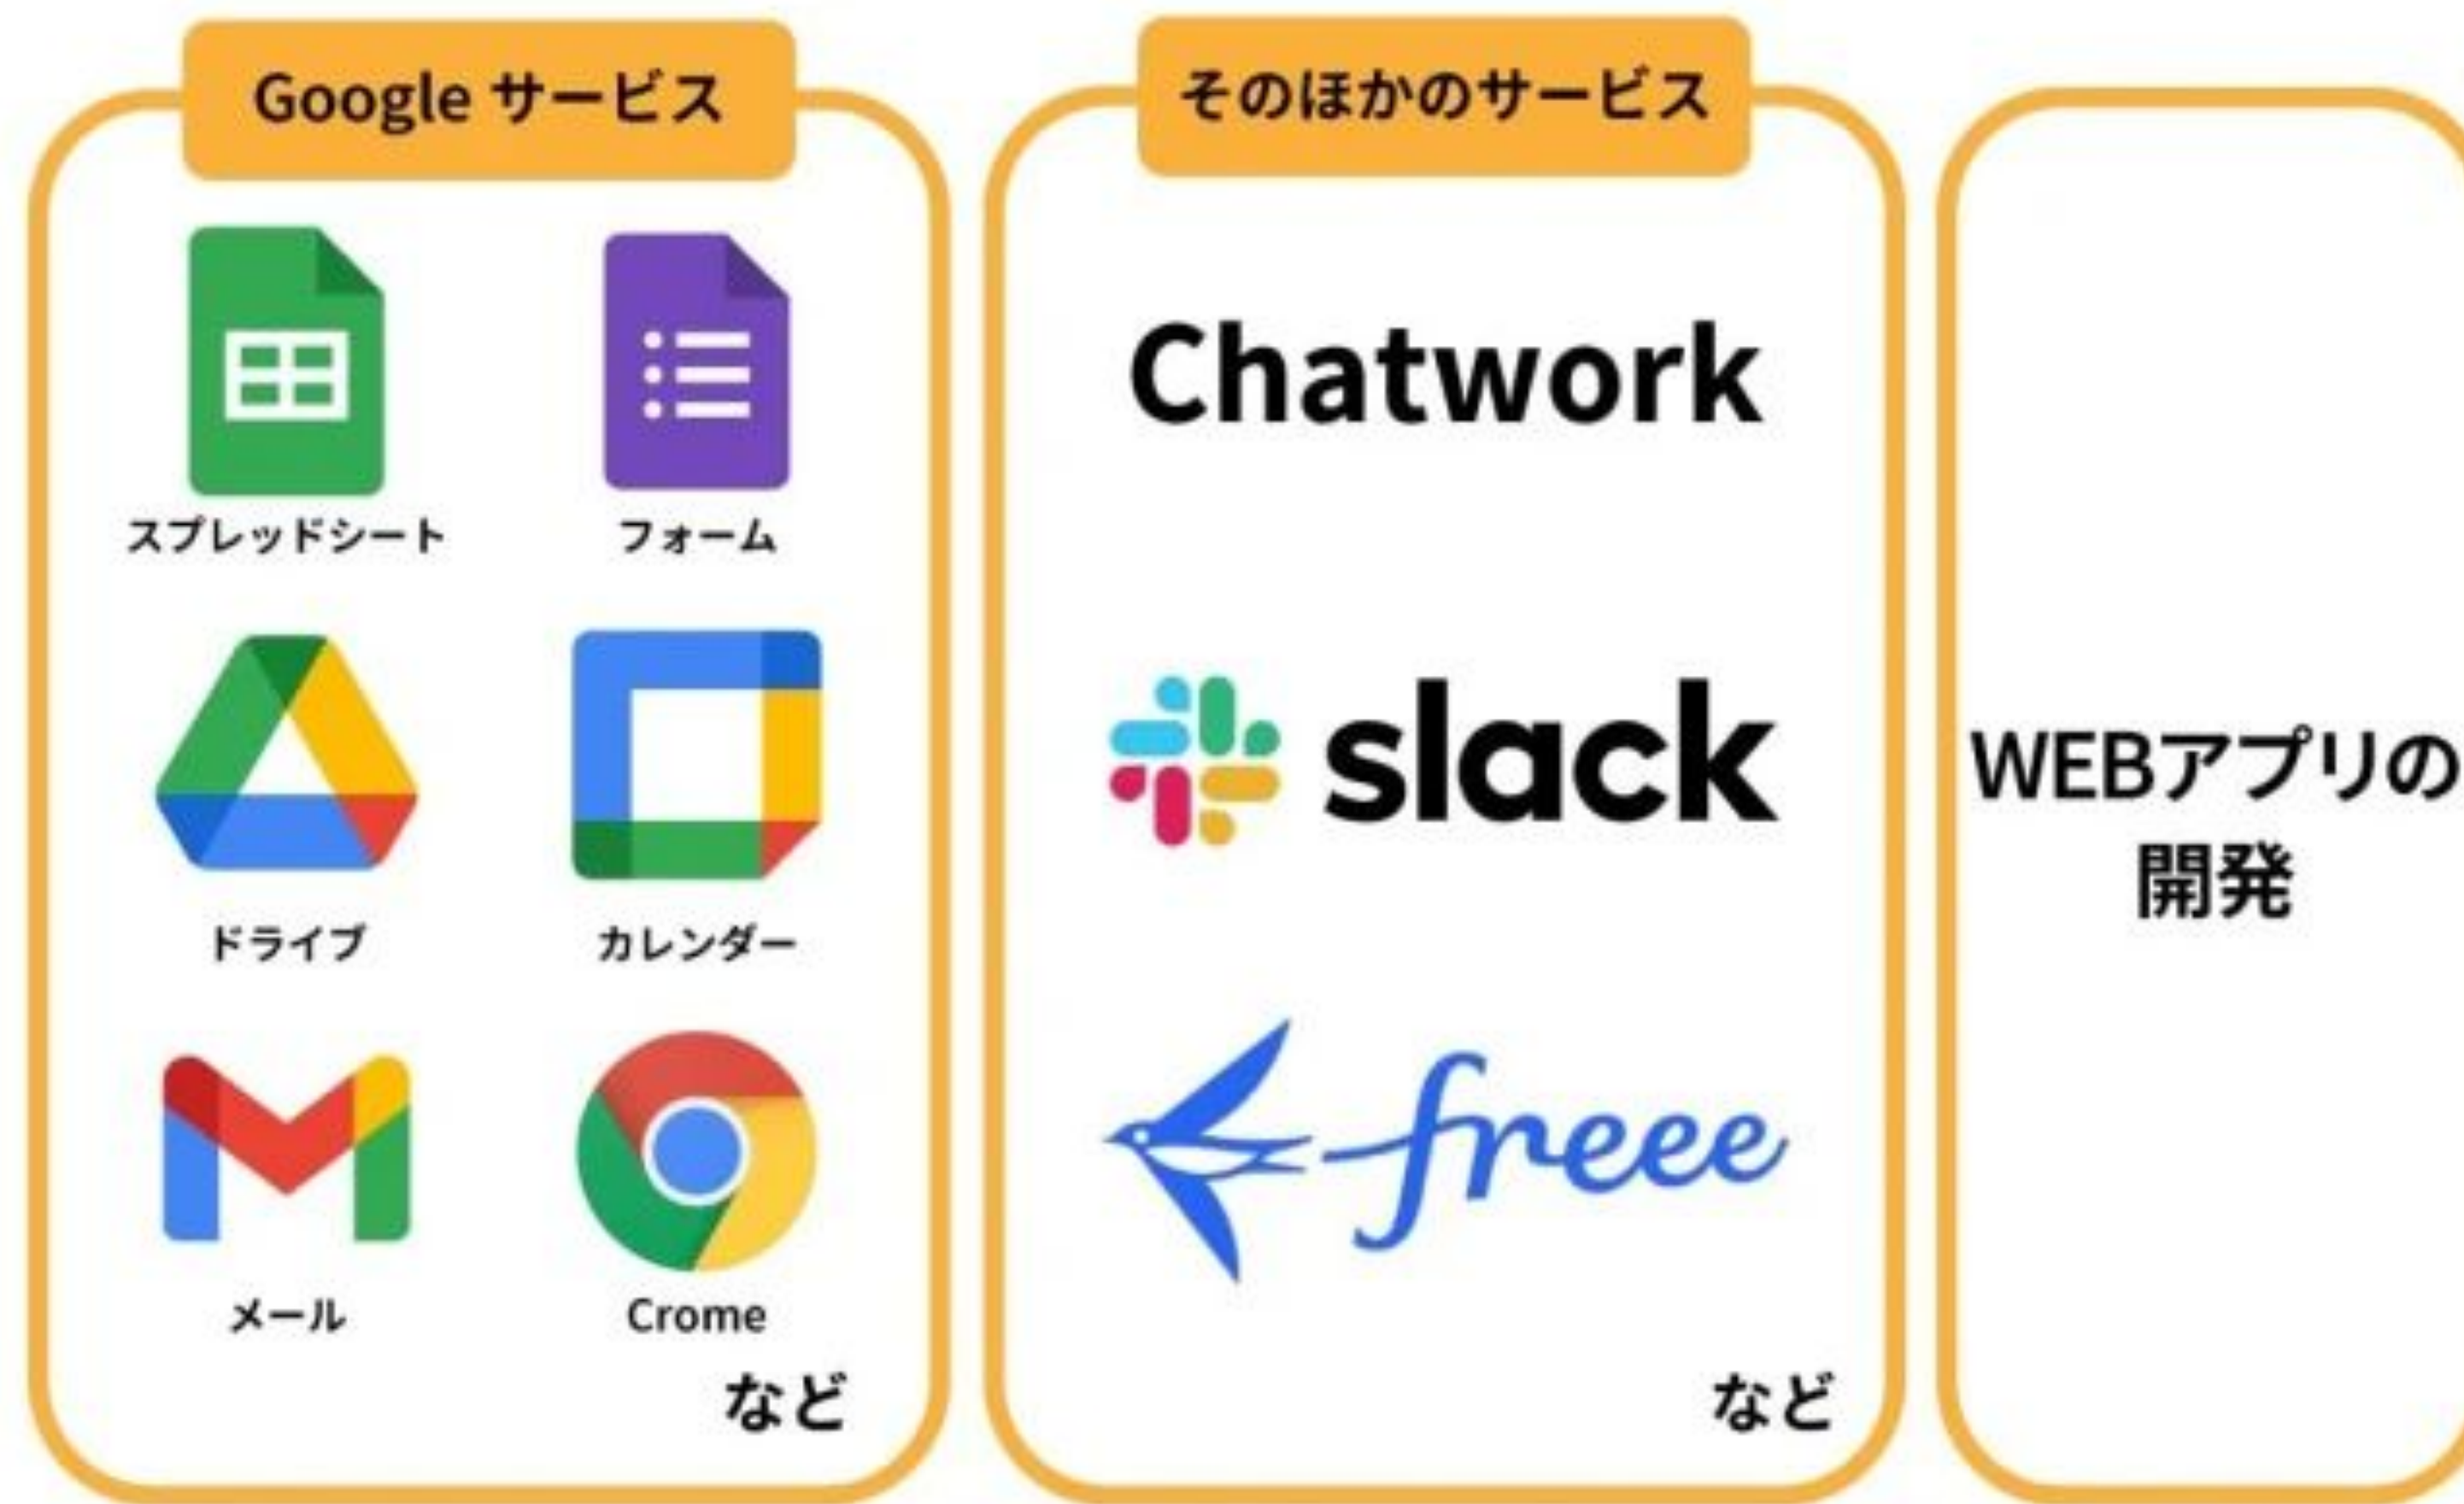 Google サービス
スプレッドシート
フォーム
ドライブ
カレンダー
メール
Crome
など
そのほかのサービス
Chatwork
slack
freee
など
WEBアプリの
開発